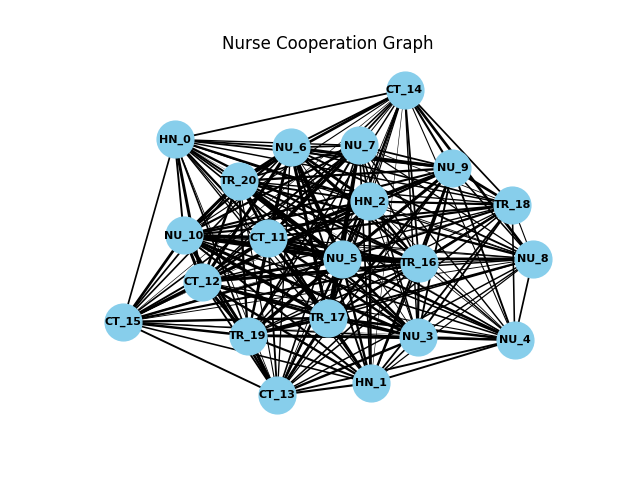 Nurse Cooperation Graph
CT_14
HN_0
NU_6
NU_7
NU_9
TR_20
HN_2
TR_18
NU_10
CT_11
NU_5
TR_16
NU_8
CT_12
CT_15
TR_17
TR_19
NU_3
NU_4
HN_1
CT_13